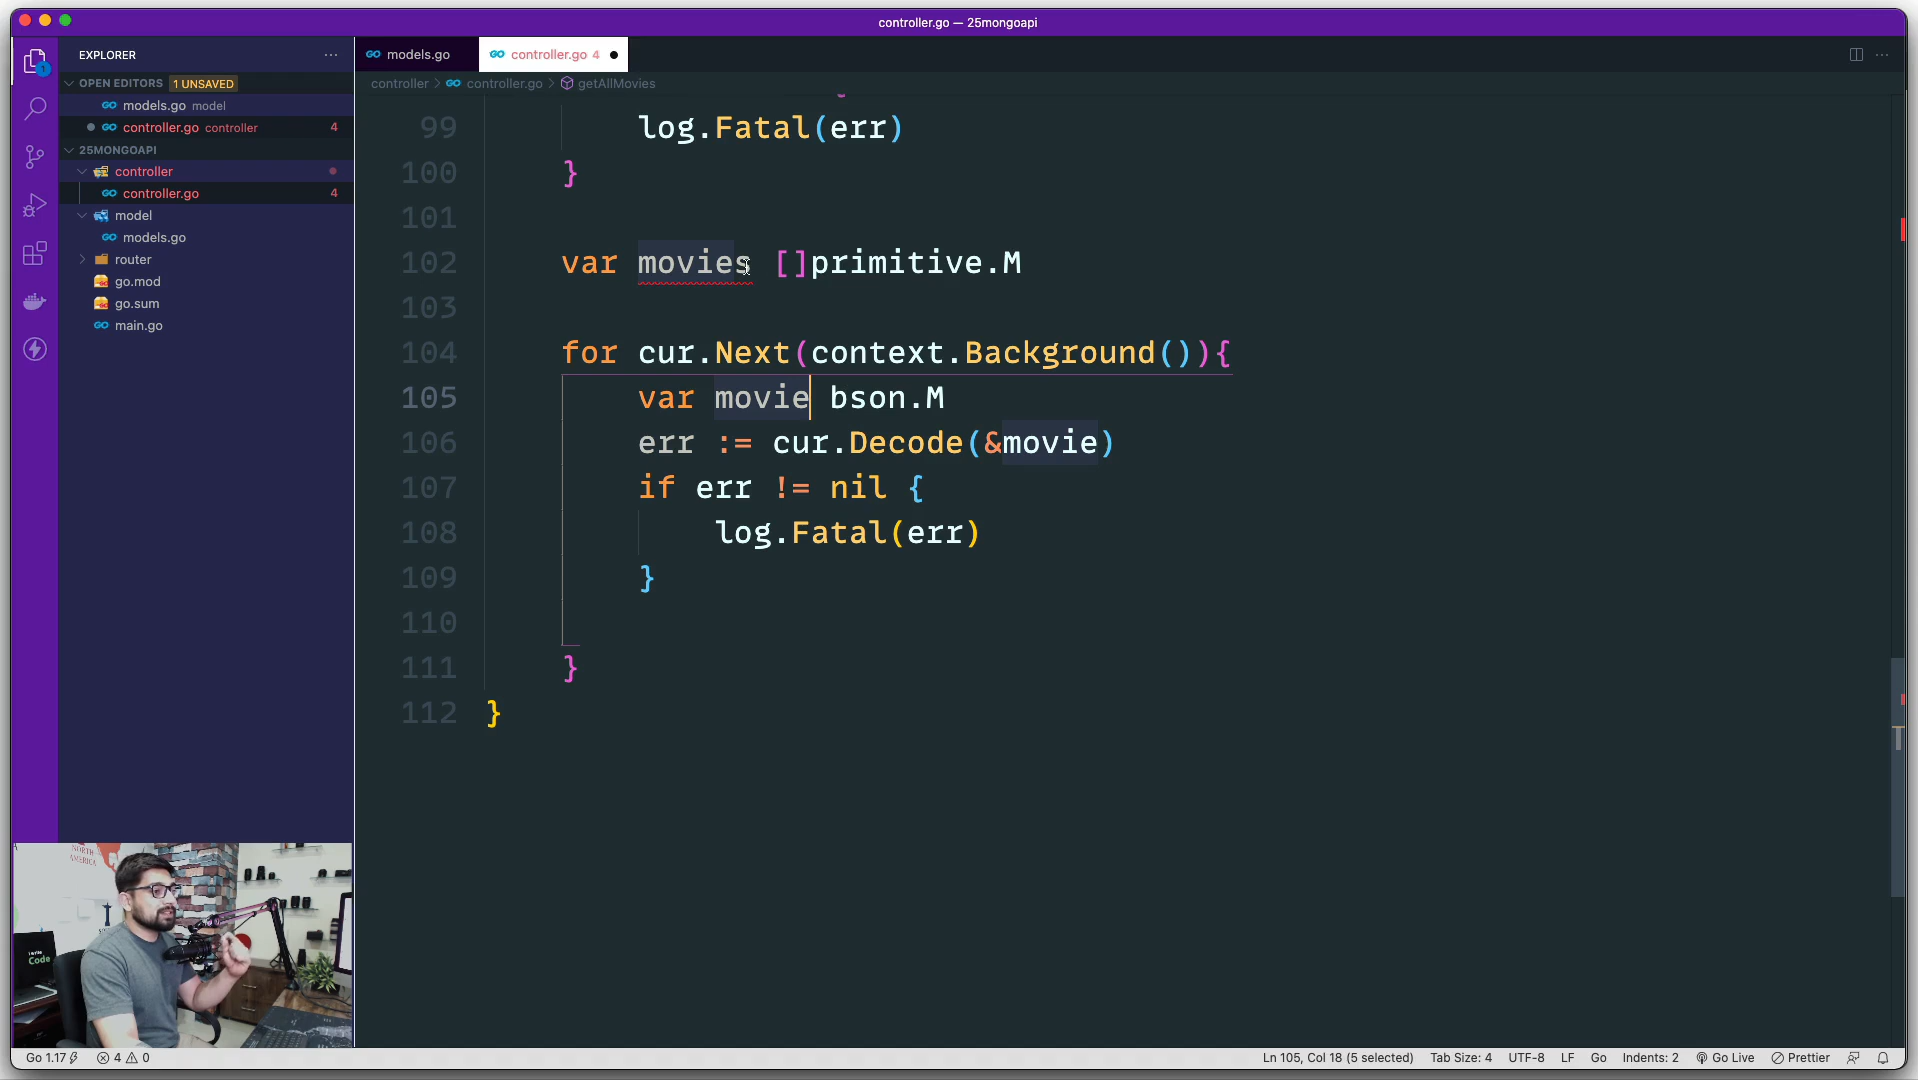 controller.go — 25mongoapi
EXPLORER
models.go
controller.go 4
OPEN EDITORS 1 UNSAVED
controller > controller.go > getAllMovies
models.go model
controller.go controller 4
25MONGOAPI
controller
controller.go 4
model
models.go
router
go.mod
go.sum
main.go
99 log.Fatal(err)
100 }
101
102 var movies []primitive.M
103
104 for cur.Next(context.Background()){
105 var movie bson.M
106 err := cur.Decode(&movie)
107 if err != nil {
108 log.Fatal(err)
109 }
110
111 }
112 }
NORTH
AMERICA
I write
Code
Go 1.17 4 0
Ln 105, Col 18 (5 selected) Tab Size: 4 UTF-8 LF Go Indents: 2 Go Live Prettier